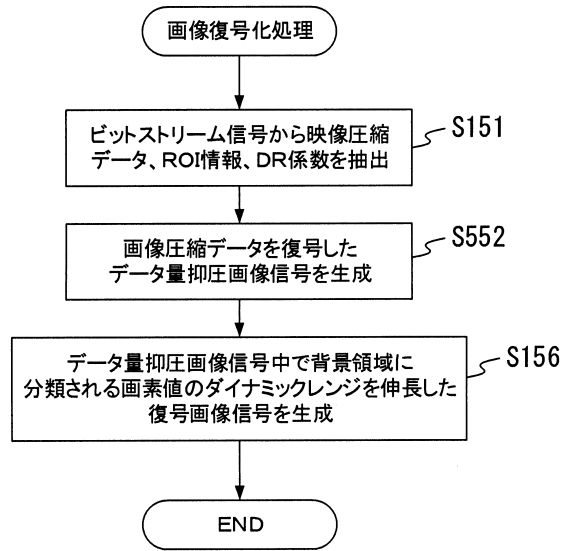 画像復号化処理
ビットストリーム信号から映像圧縮
データ、ROI情報、DR係数を抽出
S151
画像圧縮データを復号した
データ量抑圧画像信号を生成
S552
データ量抑圧画像信号中で背景領域に
分類される画素値のダイナミックレンジを伸長した
復号画像信号を生成
S156
END